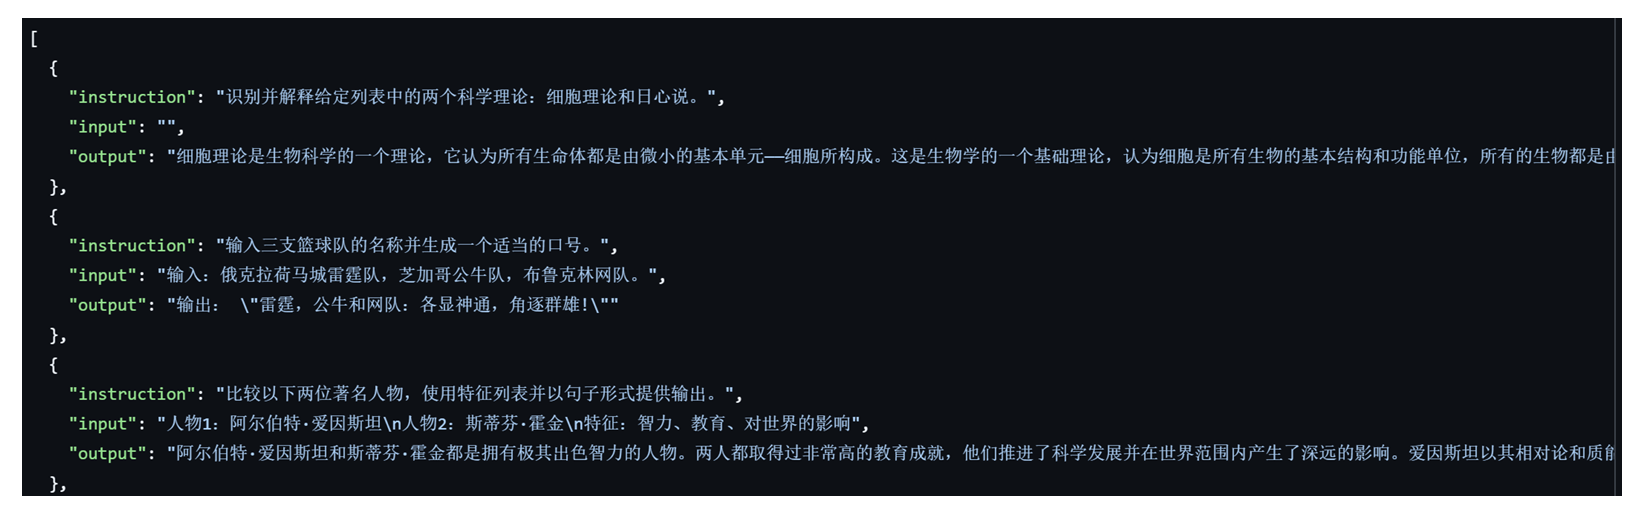 [
{
"instruction": "识别并解释给定列表中的两个科学理论：细胞理论和日心说。",
"input": "",
"output": "细胞理论是生物科学的一个理论，它认为所有生命体都是由微小的基本单元——细胞所构成。这是生物学的一个基础理论，认为细胞是所有生物的基本结构和功能单位，所有的生物都是由
},
{
"instruction": "输入三支篮球队的名称并生成一个适当的口号。",
"input": "输入：俄克拉荷马城雷霆队，芝加哥公牛队，布鲁克林网队。",
"output": "输出： \"雷霆，公牛和网队：各显神通，角逐群雄!\""
},
{
"instruction": "比较以下两位著名人物，使用特征列表并以句子形式提供输出。",
"input": "人物1：阿尔伯特·爱因斯坦\n人物2：斯蒂芬·霍金\n特征：智力、教育、对世界的影响",
"output": "阿尔伯特·爱因斯坦和斯蒂芬·霍金都是拥有极其出色智力的人物。两人都取得过非常高的教育成就，他们推进了科学发展并在世界范围内产生了深远的影响。爱因斯坦以其相对论和质能
},